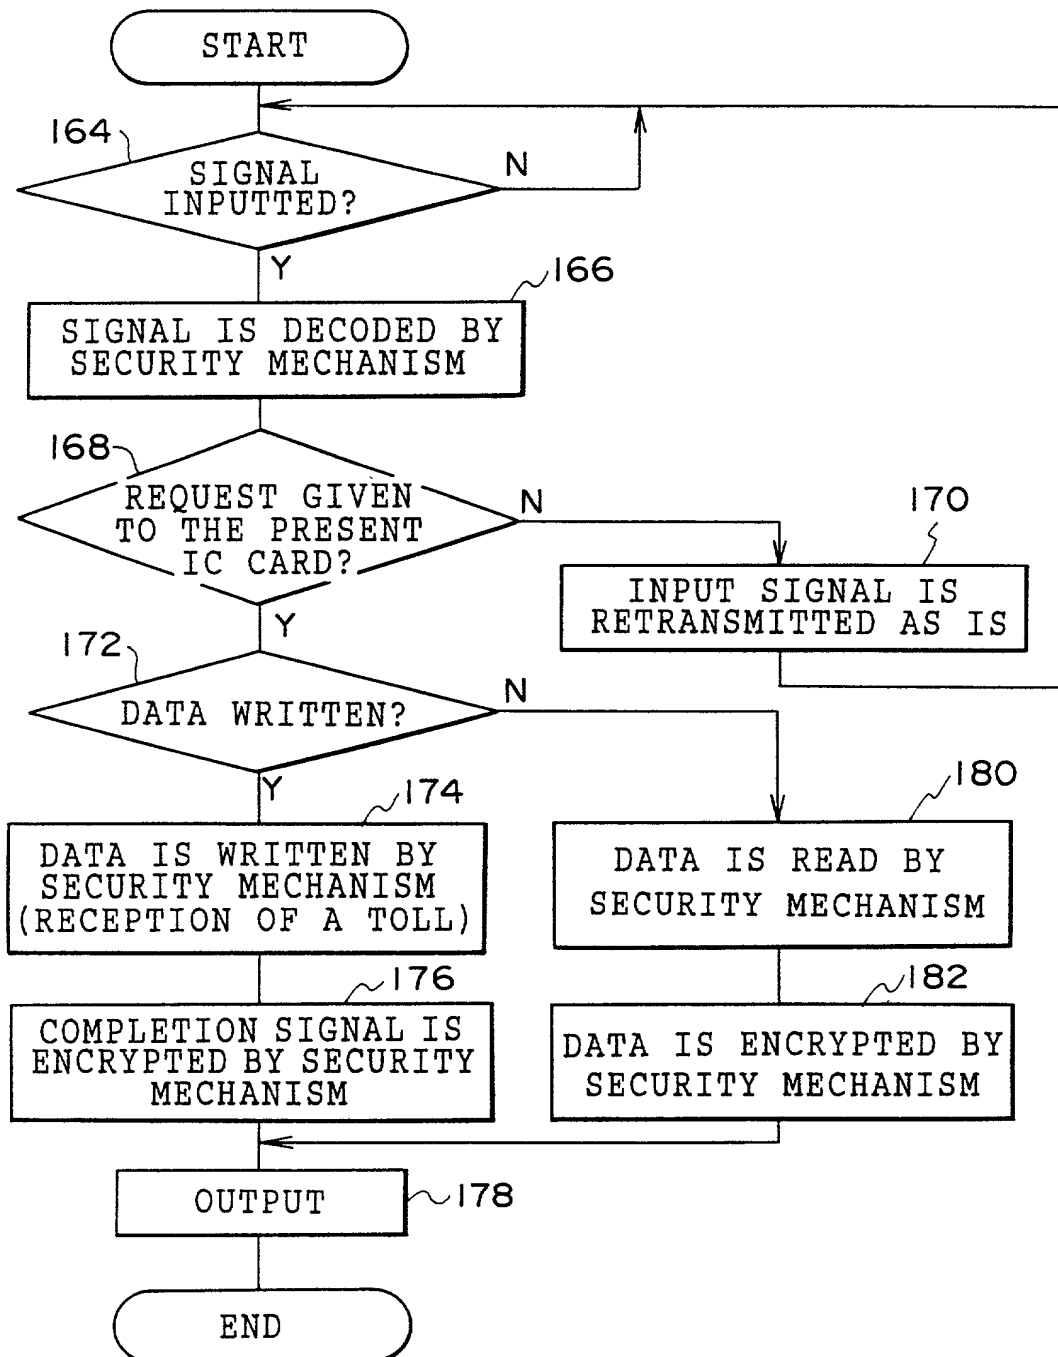 START
164
SIGNAL
INPUTTED?
N
Y
166
SIGNAL IS DECODED BY
SECURITY MECHANISM
168
REQUEST GIVEN
TO THE PRESENT
IC CARD?
N
Y
170
INPUT SIGNAL IS
RETRANSMITTED AS IS
172
DATA WRITTEN?
N
Y
174
DATA IS WRITTEN BY
SECURITY MECHANISM
(RECEPTION OF A TOLL)
180
DATA IS READ BY
SECURITY MECHANISM
176
COMPLETION SIGNAL IS
ENCRYPTED BY SECURITY
MECHANISM
182
DATA IS ENCRYPTED BY
SECURITY MECHANISM
OUTPUT
178
END